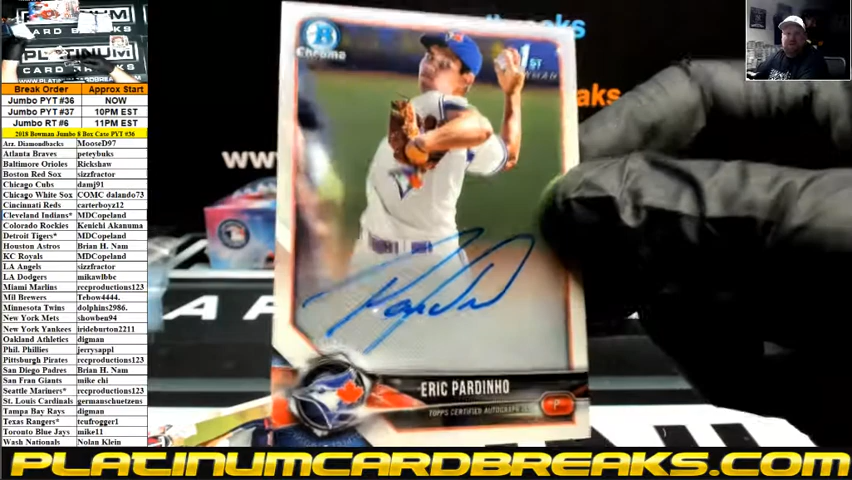 PLATINUM
CARD BREAKS
Break Order Approx Start
Jumbo PYT #36 NOW
Jumbo PYT #37 10PM EST
Jumbo RT #6 11PM EST
2018 Bowman Jumbo 8 Box Case PYT #36
Arz. Diamondbacks MooseD97
Atlanta Braves peteybuks
Baltimore Orioles Rickshaw
Boston Red Sox sizzfractor
Chicago Cubs damj91
Chicago White Sox COMC dalando73
Cincinnati Reds carterboyz12
Cleveland Indians* MDCopeland
Colorado Rockies Kenichi Akanuma
Detroit Tigers* MDCopeland
Houston Astros Brian H. Nam
KC Royals MDCopeland
LA Angels sizzfractor
LA Dodgers mikawlbbc
Miami Marlins rccproductions123
Mil Brewers Tebow4444.
Minnesota Twins dolphins2986.
New York Mets showben94
New York Yankees irideburton2211
Oakland Athletics digman
Phil. Phillies jerrysappl
Pittsburgh Pirates rccproductions123
San Diego Padres Brian H. Nam
San Fran Giants mike chi
Seattle Mariners* rccproductions123
St. Louis Cardinals germanschuetzens
Tampa Bay Rays digman
Texas Rangers* tcufrogger1
Toronto Blue Jays mike11
Wash Nationals Nolan Klein
B
Chrome
1ST
www
aks
ERIC PARDINHO
TOPPS CERTIFIED AUTOGRAPH
P
PLATINUMCARDBREAKS.COM